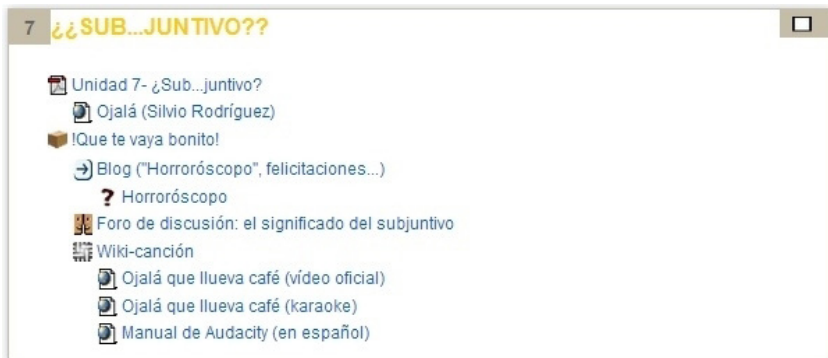 7 ¿¿SUB...JUNTIVO??
Unidad 7- ¿Sub...juntivo?
Ojalá (Silvio Rodríguez)
!Que te vaya bonito!
Blog ("Horroróscopo", felicitaciones...)
? Horroróscopo
Foro de discusión: el significado del subjuntivo
Wiki-canción
Ojalá que llueva café (vídeo oficial)
Ojalá que llueva café (karaoke)
Manual de Audacity (en español)